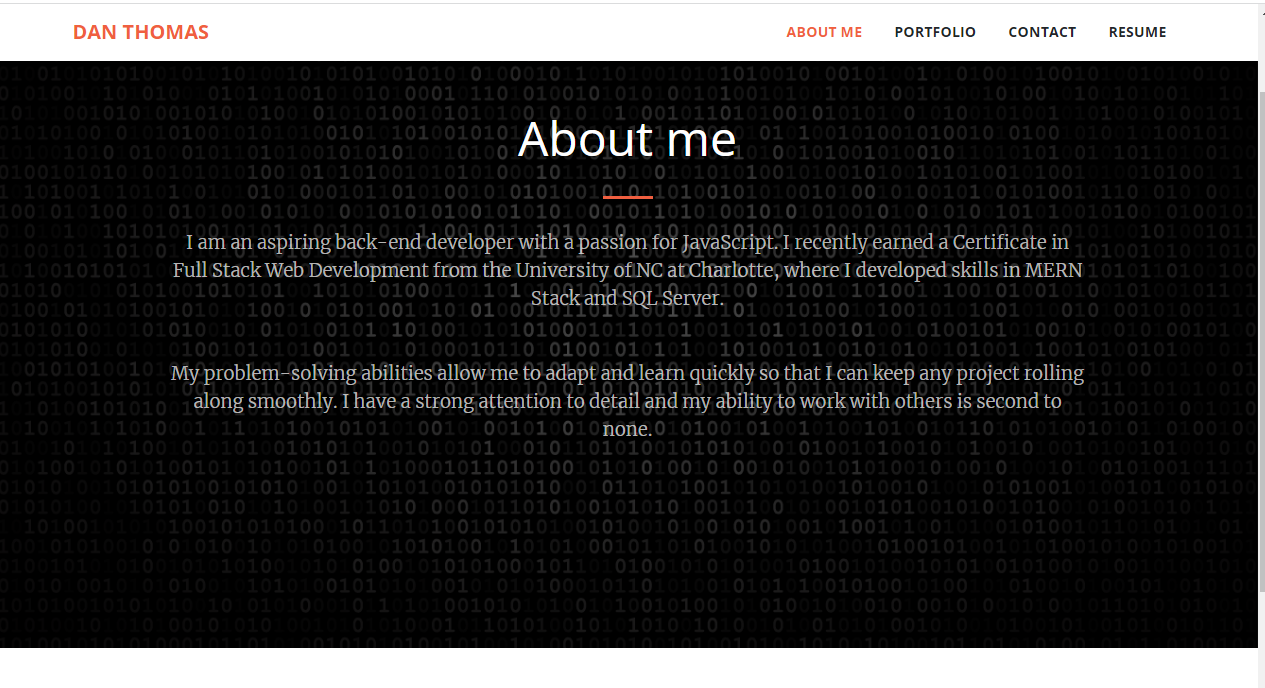 DAN THOMAS
ABOUT ME PORTFOLIO CONTACT RESUME
About me
I am an aspiring back-end developer with a passion for JavaScript. I recently earned a Certificate in
Full Stack Web Development from the University of NC at Charlotte, where I developed skills in MERN
Stack and SQL Server.
My problem-solving abilities allow me to adapt and learn quickly so that I can keep any project rolling
along smoothly. I have a strong attention to detail and my ability to work with others is second to
none.